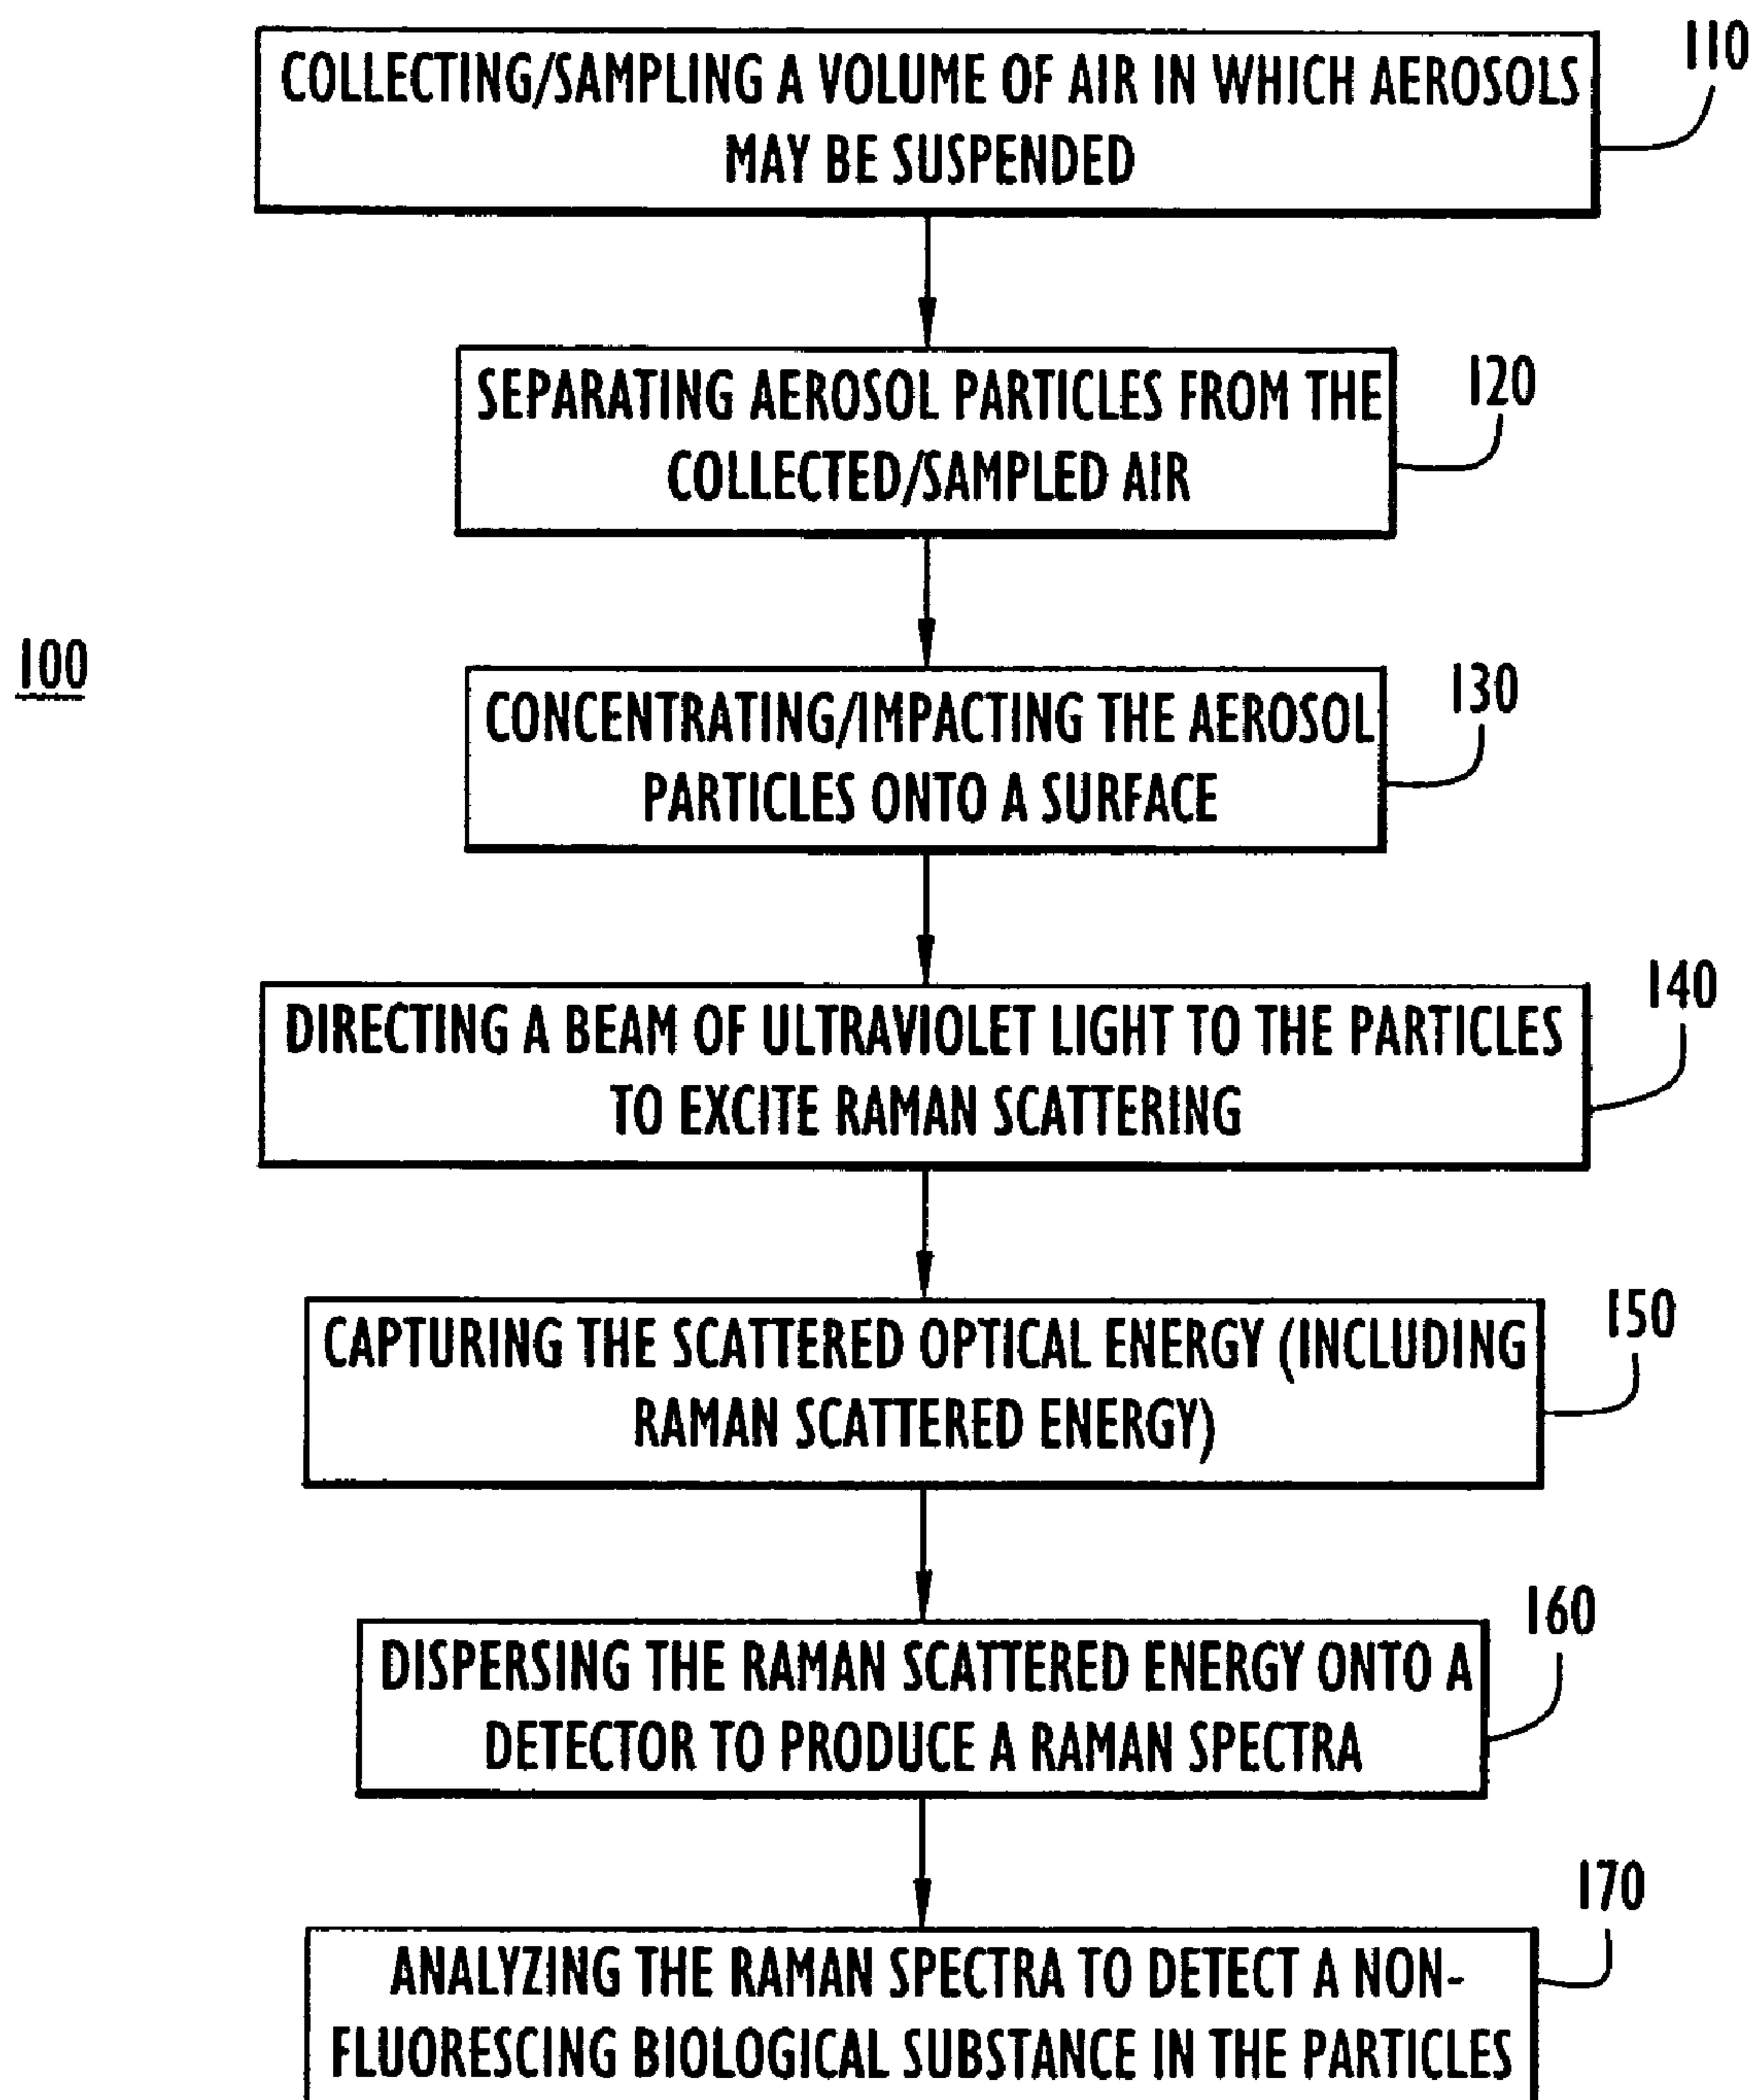 COLLECTING/SAMPLING A VOLUME OF AIR IN WHICH AEROSOLS
MAY BE SUSPENDED
110
SEPARATING AEROSOL PARTICLES FROM THE
COLLECTED/SAMPLED AIR
120
100
CONCENTRATING/IMPACTING THE AEROSOL
PARTICLES ONTO A SURFACE
130
DIRECTING A BEAM OF ULTRAVIOLET LIGHT TO THE PARTICLES
TO EXCITE RAMAN SCATTERING
140
CAPTURING THE SCATTERED OPTICAL ENERGY (INCLUDING
RAMAN SCATTERED ENERGY)
150
DISPERSING THE RAMAN SCATTERED ENERGY ONTO A
DETECTOR TO PRODUCE A RAMAN SPECTRA
160
ANALYZING THE RAMAN SPECTRA TO DETECT A NON-
FLUORESCING BIOLOGICAL SUBSTANCE IN THE PARTICLES
170